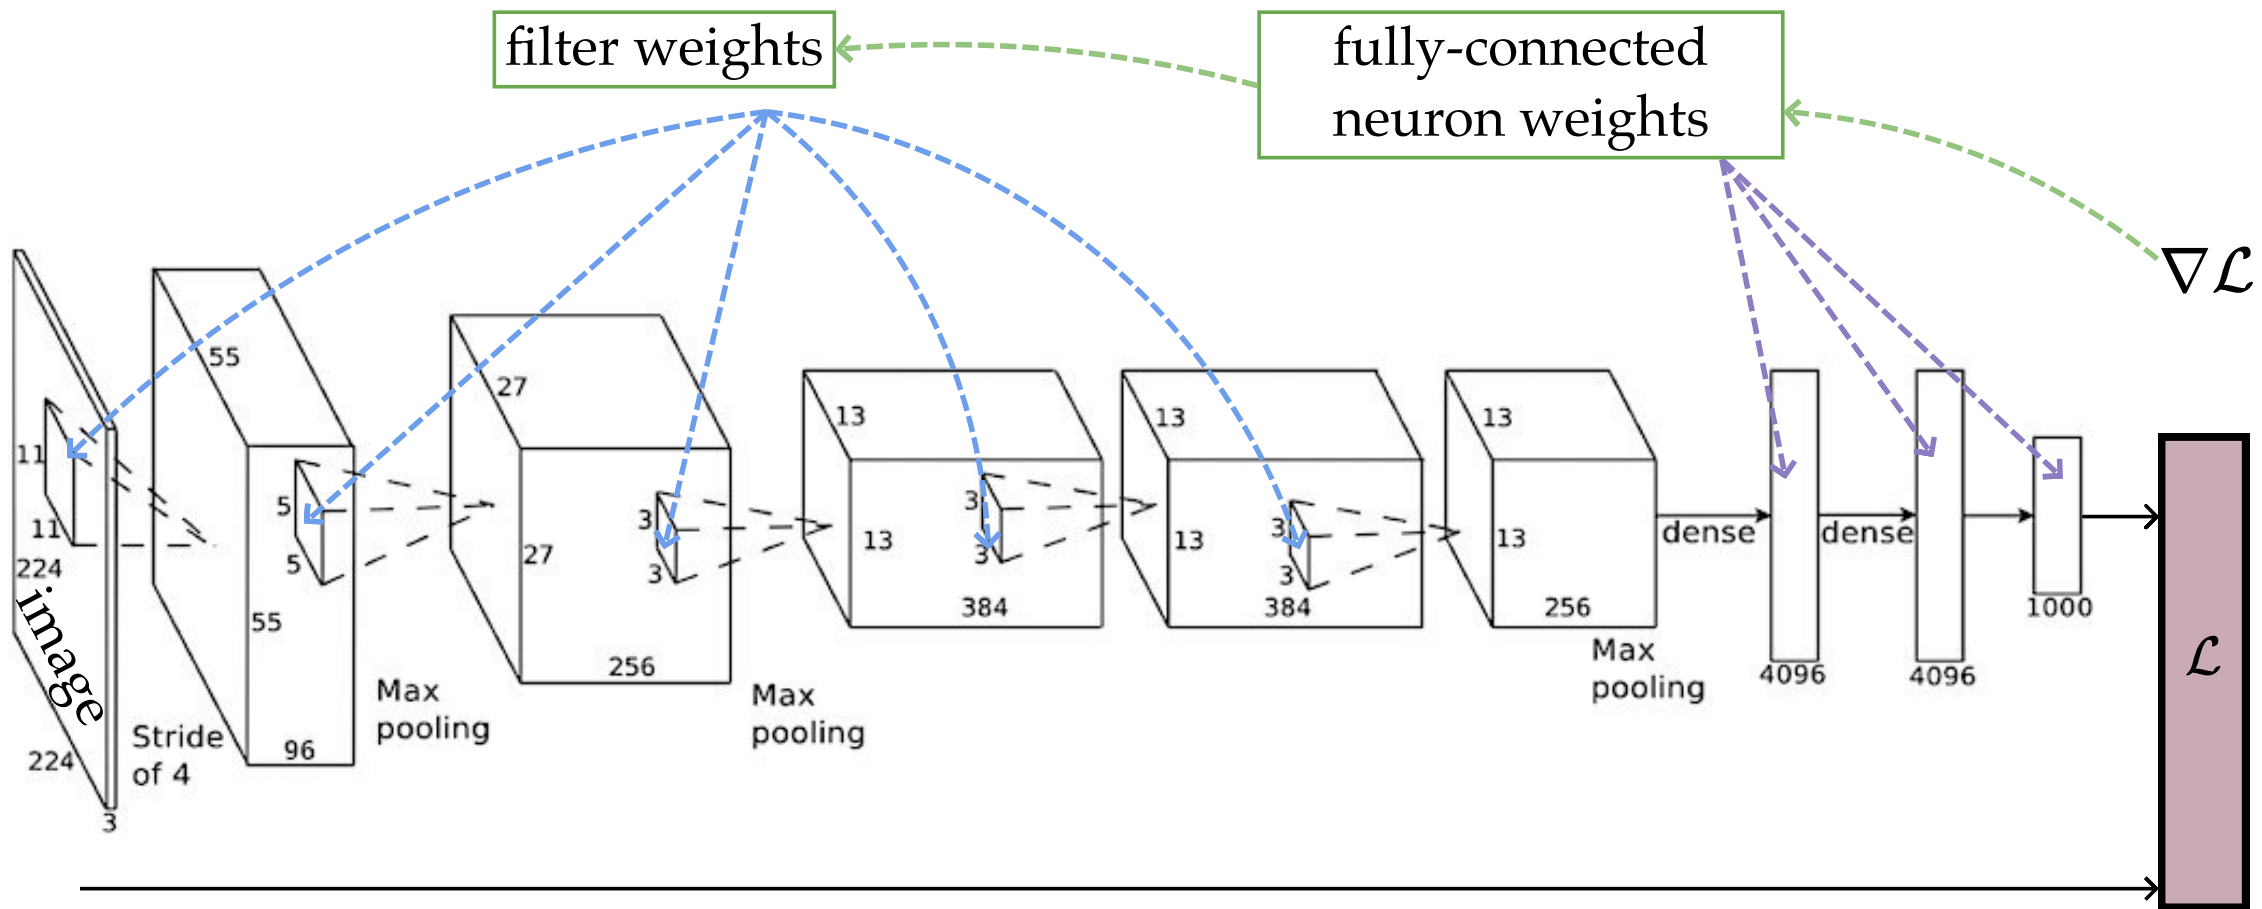 filter weights
fully-connected
neuron weights
∇ℒ
55
27
13
13
13
11
11
224
image
224
3
Stride
of 4
5
5
55
96
Max
pooling
3
3
27
256
Max
pooling
3
3
13
384
3
3
13
384
13
256
Max
pooling
dense
dense
4096
4096
1000
ℒ